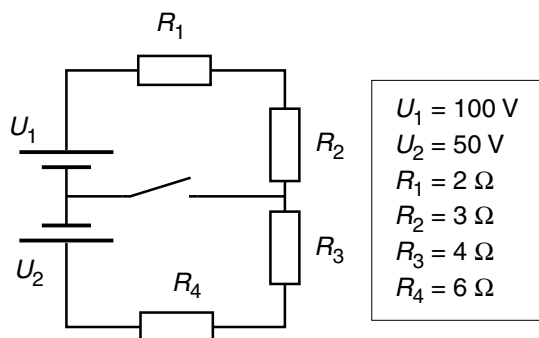 R₁
U₁
R₂
R₃
U₂
R₄
U₁ = 100 V
U₂ = 50 V
R₁ = 2 Ω
R₂ = 3 Ω
R₃ = 4 Ω
R₄ = 6 Ω